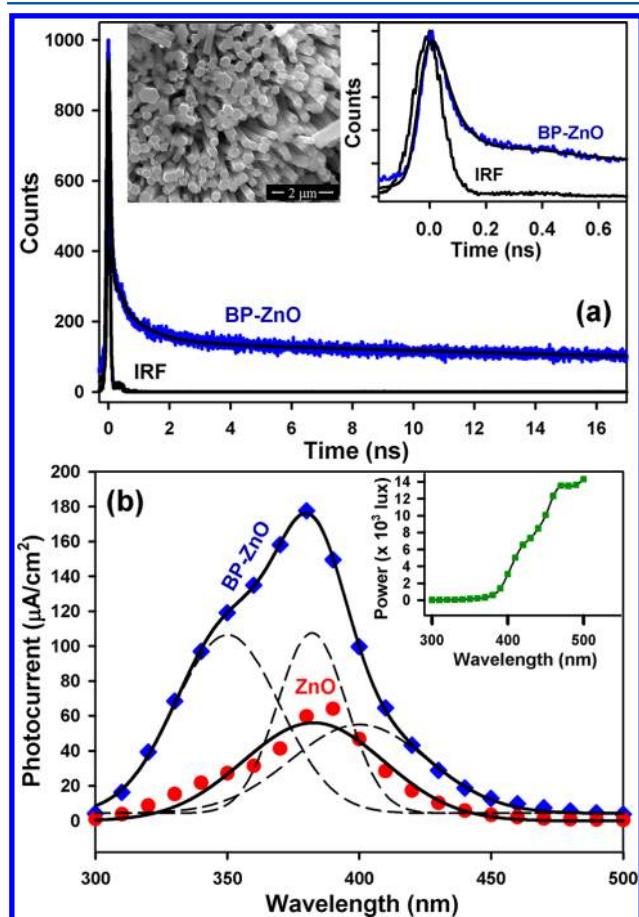 1000
800
600
400
200
0
Counts
2 μm
Counts
BP-ZnO
IRF
0.0 0.2 0.4 0.6
Time (ns)
BP-ZnO
(a)
IRF
0 2 4 6 8 10 12 14 16
Time (ns)
200
180
160
140
120
100
80
60
40
20
0
Photocurrent (μA/cm²)
(b)
BP-ZnO
ZnO
14
12
10
8
6
4
2
0
Power (x 10³ lux)
300 400 500
Wavelength (nm)
300 350 400 450 500
Wavelength (nm)